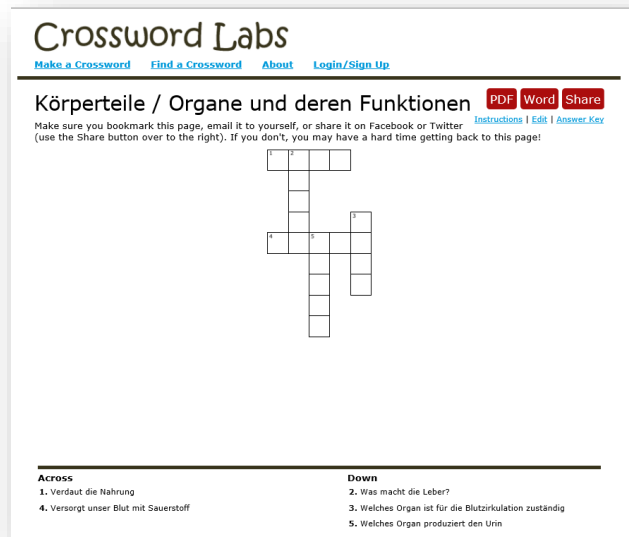 Crossword Labs
Make a Crossword Find a Crossword About Login/Sign Up
Körperteile / Organe und deren Funktionen
PDF Word Share
Instructions | Edit | Answer Key
Make sure you bookmark this page, email it to yourself, or share it on Facebook or Twitter
(use the Share button over to the right). If you don't, you may have a hard time getting back to this page!
1 2
3
4 5
Across
1. Verdaut die Nahrung
4. Versorgt unser Blut mit Sauerstoff
Down
2. Was macht die Leber?
3. Welches Organ ist für die Blutzirkulation zuständig
5. Welches Organ produziert den Urin